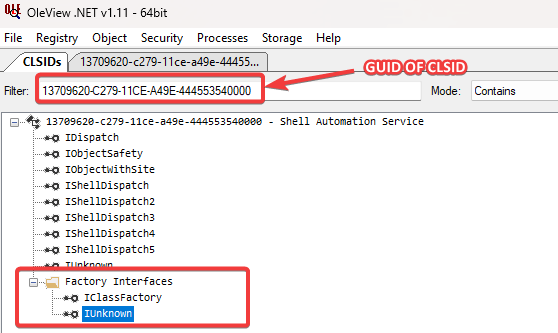 OleView .NET v1.11 - 64bit
File Registry Object Security Processes Storage Help
CLSIDs 13709620-c279-11ce-a49e-44455...
GUID OF CLSID
Filter: 13709620-C279-11CE-A49E-444553540000 Mode: Contains
13709620-c279-11ce-a49e-444553540000 - Shell Automation Service
IDispatch
IObjectSafety
IObjectWithSite
IShellDispatch
IShellDispatch2
IShellDispatch3
IShellDispatch4
IShellDispatch5
IUnknown
Factory Interfaces
IClassFactory
IUnknown